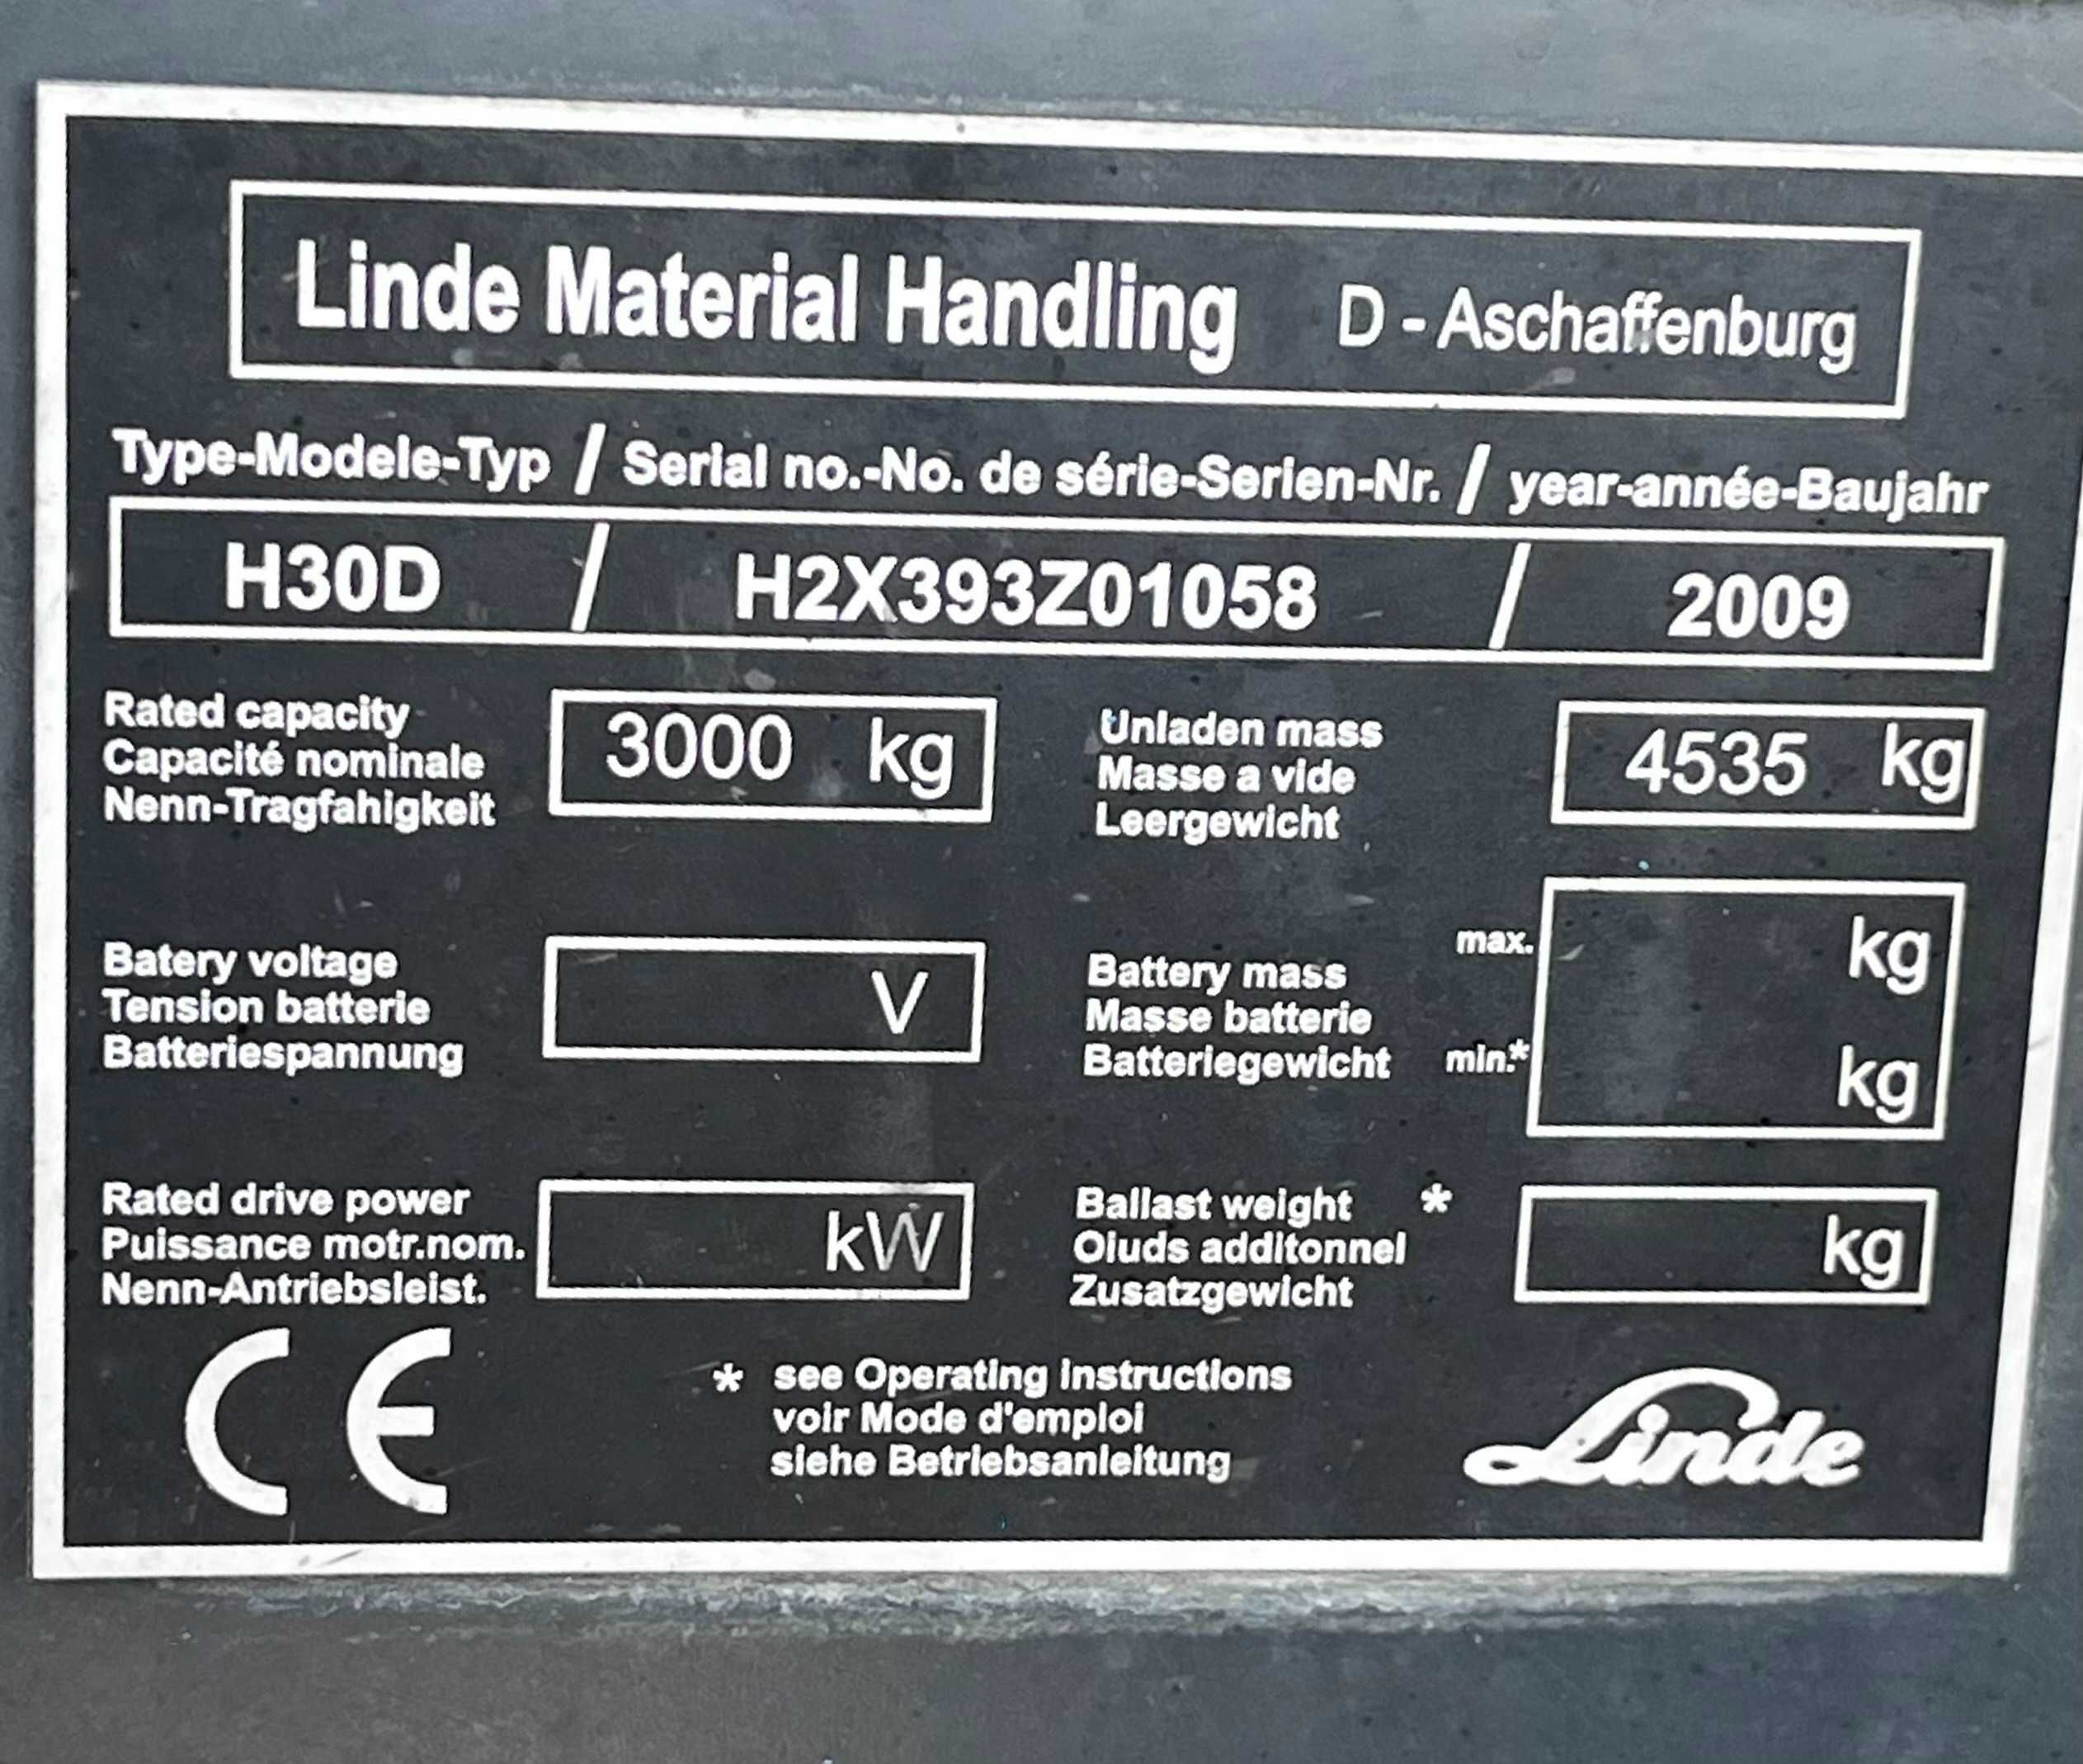 Linde Material Handling D - Aschaffenburg
Type-Modele-Typ / Serial no.-No. de série-Serien-Nr. / year-année-Baujahr
H30D / H2X393Z01058 / 2009
Rated capacity
Capacité nominale
Nenn-Tragfahigkeit
3000 kg
Unladen mass
Masse a vide
Leergewicht
4535 kg
Batery voltage
Tension batterie
Batteriespannung
V
Battery mass
Masse batterie
Batteriegewicht
max. kg
min.* kg
Rated drive power
Puissance motr.nom.
Nenn-Antriebsleist.
kW
Ballast weight *
Oluds additonnel
Zusatzgewicht
kg
CE
* see Operating Instructions
voir Mode d'emploi
siehe Betriebsanleitung
Linde